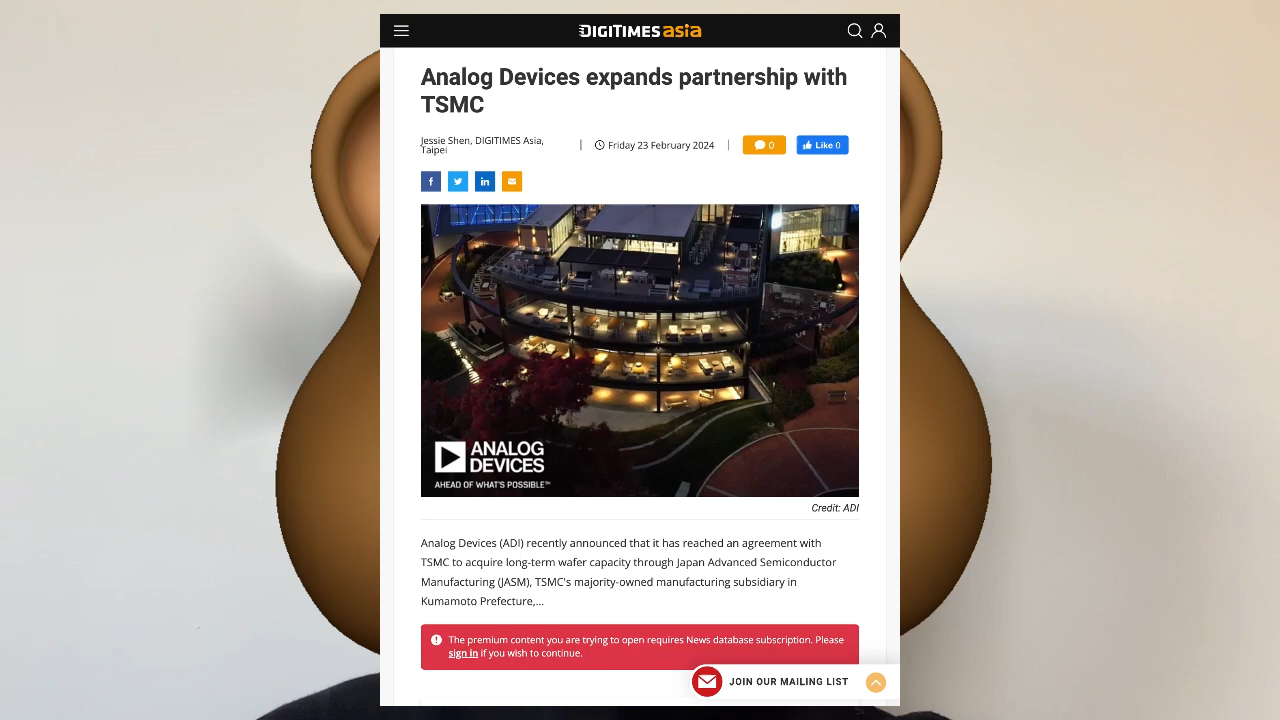 DIGITIMES asia
Analog Devices expands partnership with
TSMC
Jessie Shen, DIGITIMES Asia,
Taipei
| Friday 23 February 2024 | 0 Like 0
ANALOG
DEVICES
AHEAD OF WHAT'S POSSIBLE™
Credit: ADI
Analog Devices (ADI) recently announced that it has reached an agreement with
TSMC to acquire long-term wafer capacity through Japan Advanced Semiconductor
Manufacturing (JASM), TSMC's majority-owned manufacturing subsidiary in
Kumamoto Prefecture,...
The premium content you are trying to open requires News database subscription. Please
sign in if you wish to continue.
JOIN OUR MAILING LIST